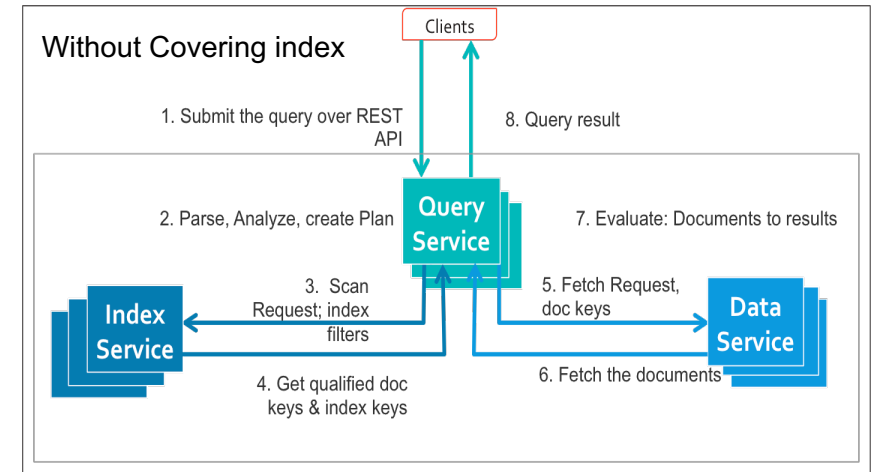 Clients
Without Covering index
1. Submit the query over REST
API
8. Query result
2. Parse, Analyze, create Plan
Query
Service
7. Evaluate: Documents to results
3. Scan
Request; index
filters
5. Fetch Request,
doc keys
Index
Service
Data
Service
4. Get qualified doc
keys & index keys
6. Fetch the documents